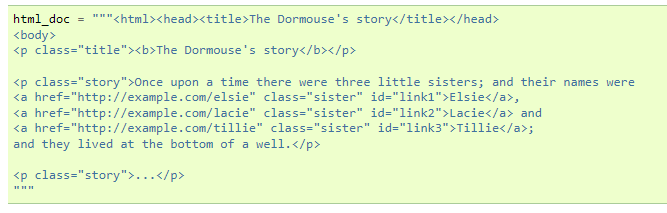 html_doc = """<html><head><title>The Dormouse's story</title></head>
<body>
<p class="title"><b>The Dormouse's story</b></p>
<p class="story">Once upon a time there were three little sisters; and their names were
<a href="http://example.com/elsie" class="sister" id="link1">Elsie</a>,
<a href="http://example.com/lacie" class="sister" id="link2">Lacie</a> and
<a href="http://example.com/tillie" class="sister" id="link3">Tillie</a>;
and they lived at the bottom of a well.</p>
<p class="story">...</p>
"""